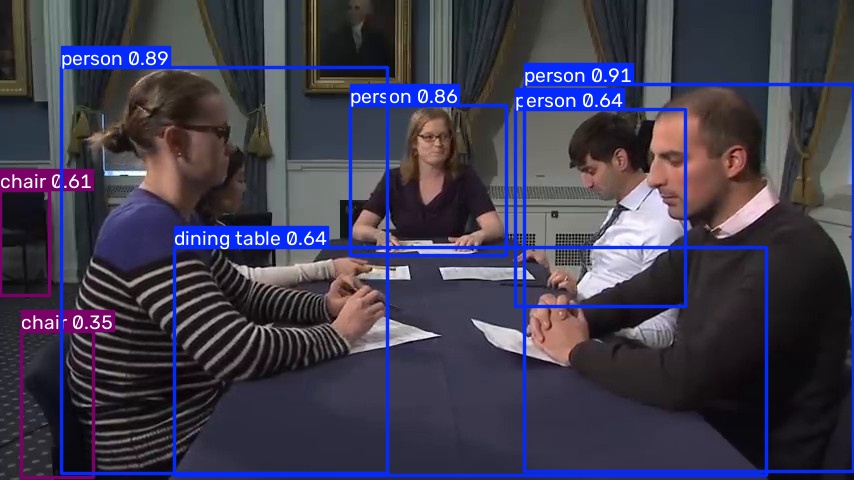 person 0.89
person 0.91
person 0.86
person 0.64
chair 0.61
dining table 0.64
chair 0.35